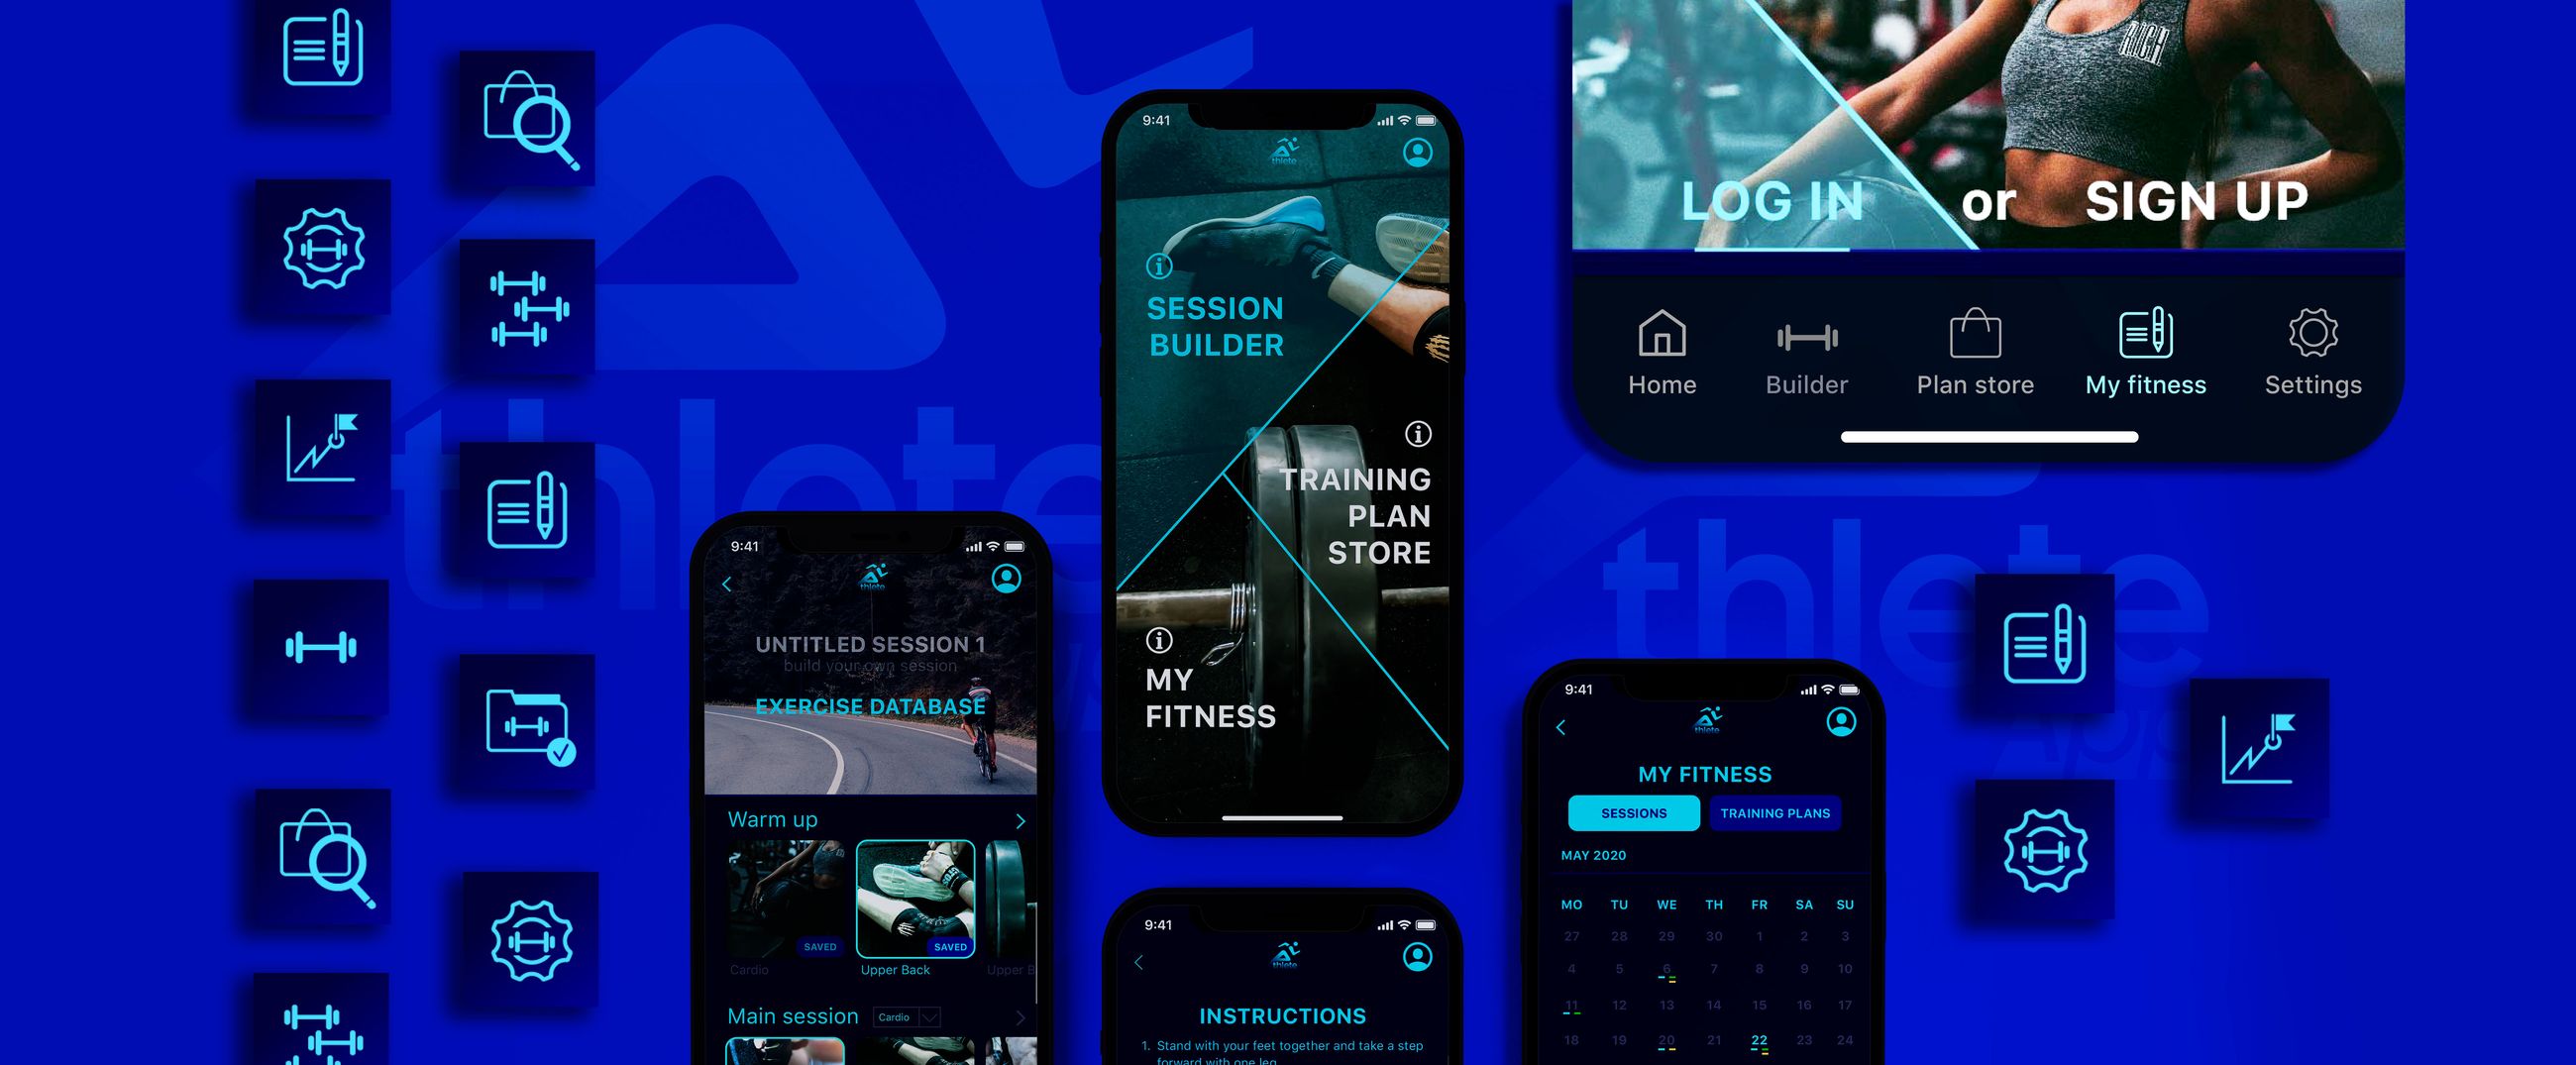 thlete
RICH
LOG IN or SIGN UP
Home Builder Plan store My fitness Settings
thlete
App
9:41
thlete
SESSION
BUILDER
TRAINING
PLAN
STORE
MY
FITNESS
9:41
thlete
UNTITLED SESSION 1
build your own session
EXERCISE DATABASE
Warm up
SAVED
SAVED
Cardio
Upper Back
Upper B
Main session
Cardio
9:41
thlete
INSTRUCTIONS
1. Stand with your feet together and take a step
forward with one leg
9:41
thlete
MY FITNESS
SESSIONS
TRAINING PLANS
MAY 2020
MO TU WE TH FR SA SU
27 28 29 30 1 2 3
4 5 6 7 8 9 10
11 12 13 14 15 16 17
18 19 20 21 22 23 24